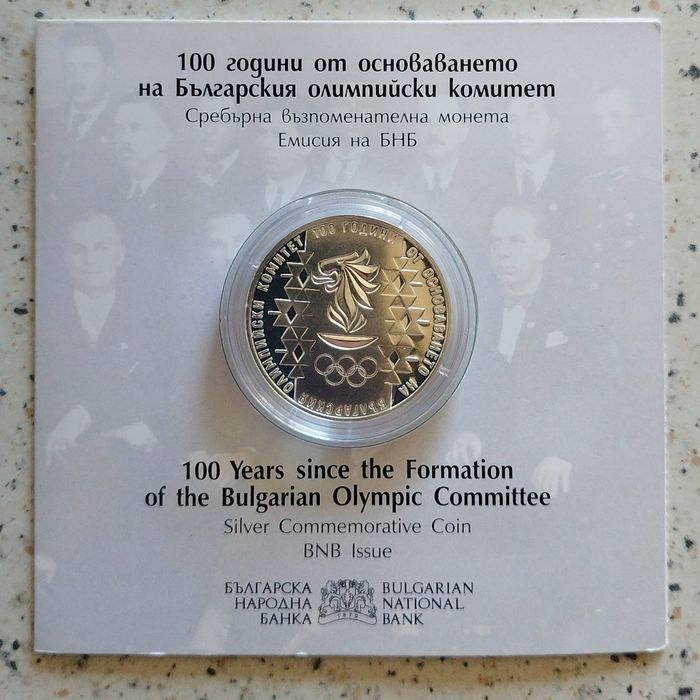 100 години от основаването
на Българския олимпийски комитет
Сребърна възпоменателна монета
Емисия на БНБ
100 ГОДИНИ ОТ ОСНОВАВАНЕТО НА БЪЛГАРСКИЯ ОЛИМПИЙСКИ КОМИТЕТ
100 Years since the Formation
of the Bulgarian Olympic Committee
Silver Commemorative Coin
BNB Issue
БЪЛГАРСКА
НАРОДНА
БАНКА
1879
BULGARIAN
NATIONAL
BANK